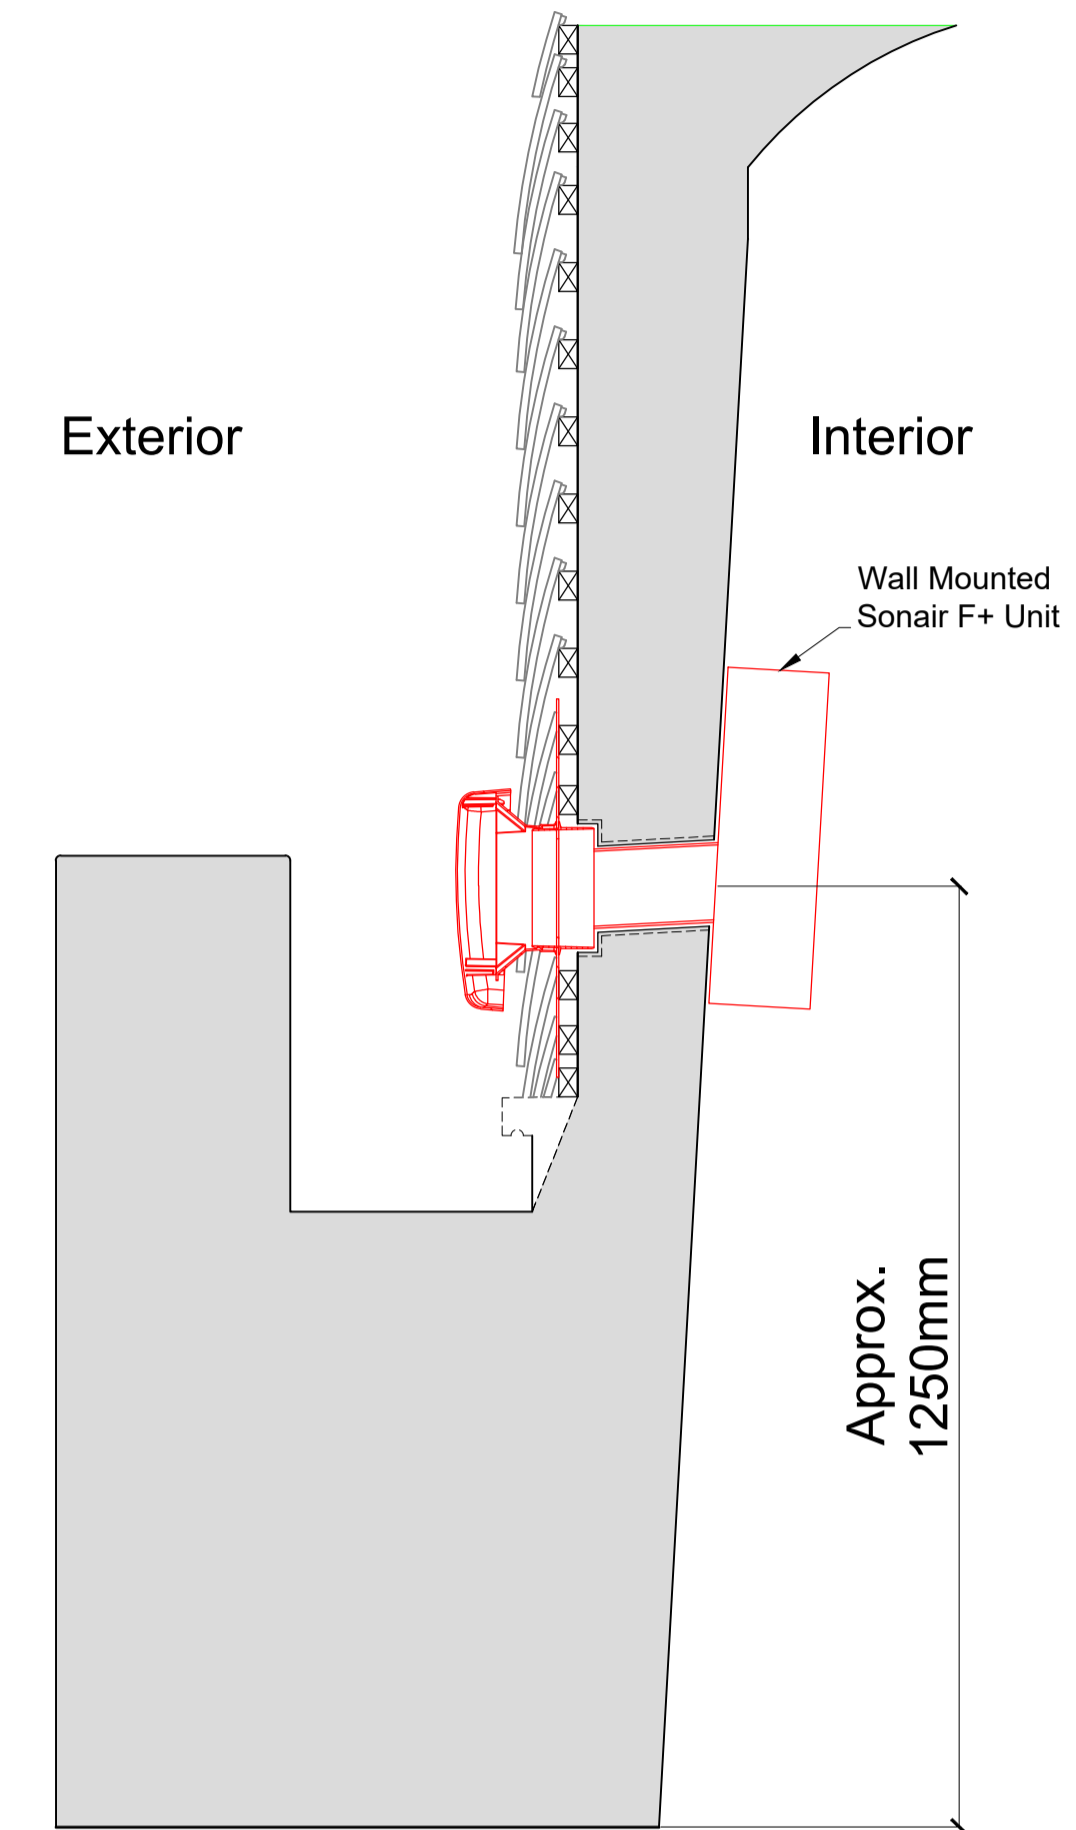 Exterior
Interior
Wall Mounted
Sonair F+ Unit
Approx.
1250mm